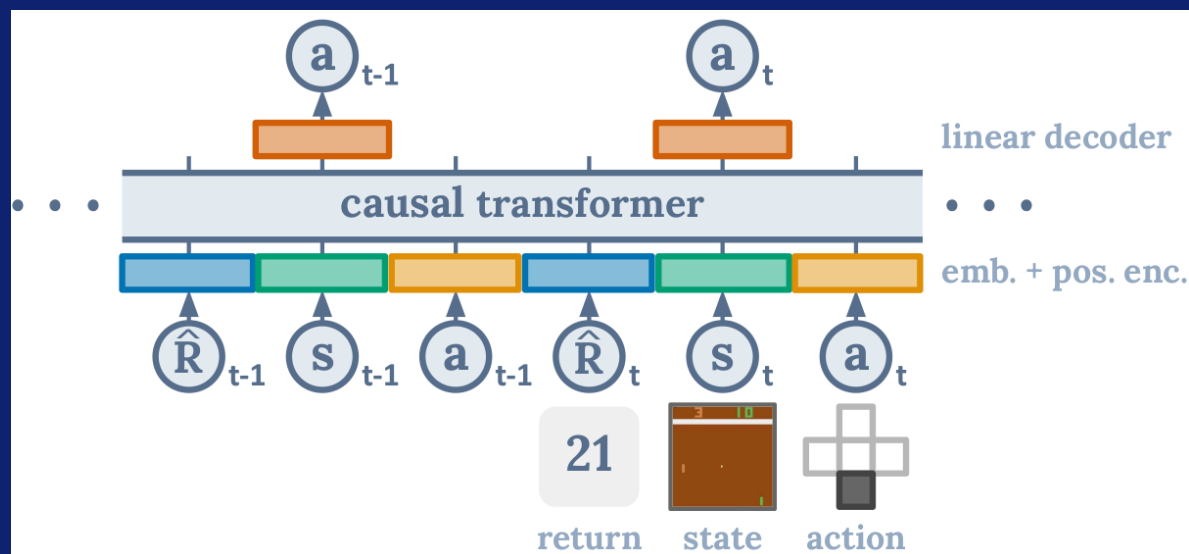 a t-1 a t
linear decoder
causal transformer
emb. + pos. enc.
R̂ t-1 s t-1 a t-1 R̂ t s t a t
3 10
21
return state action